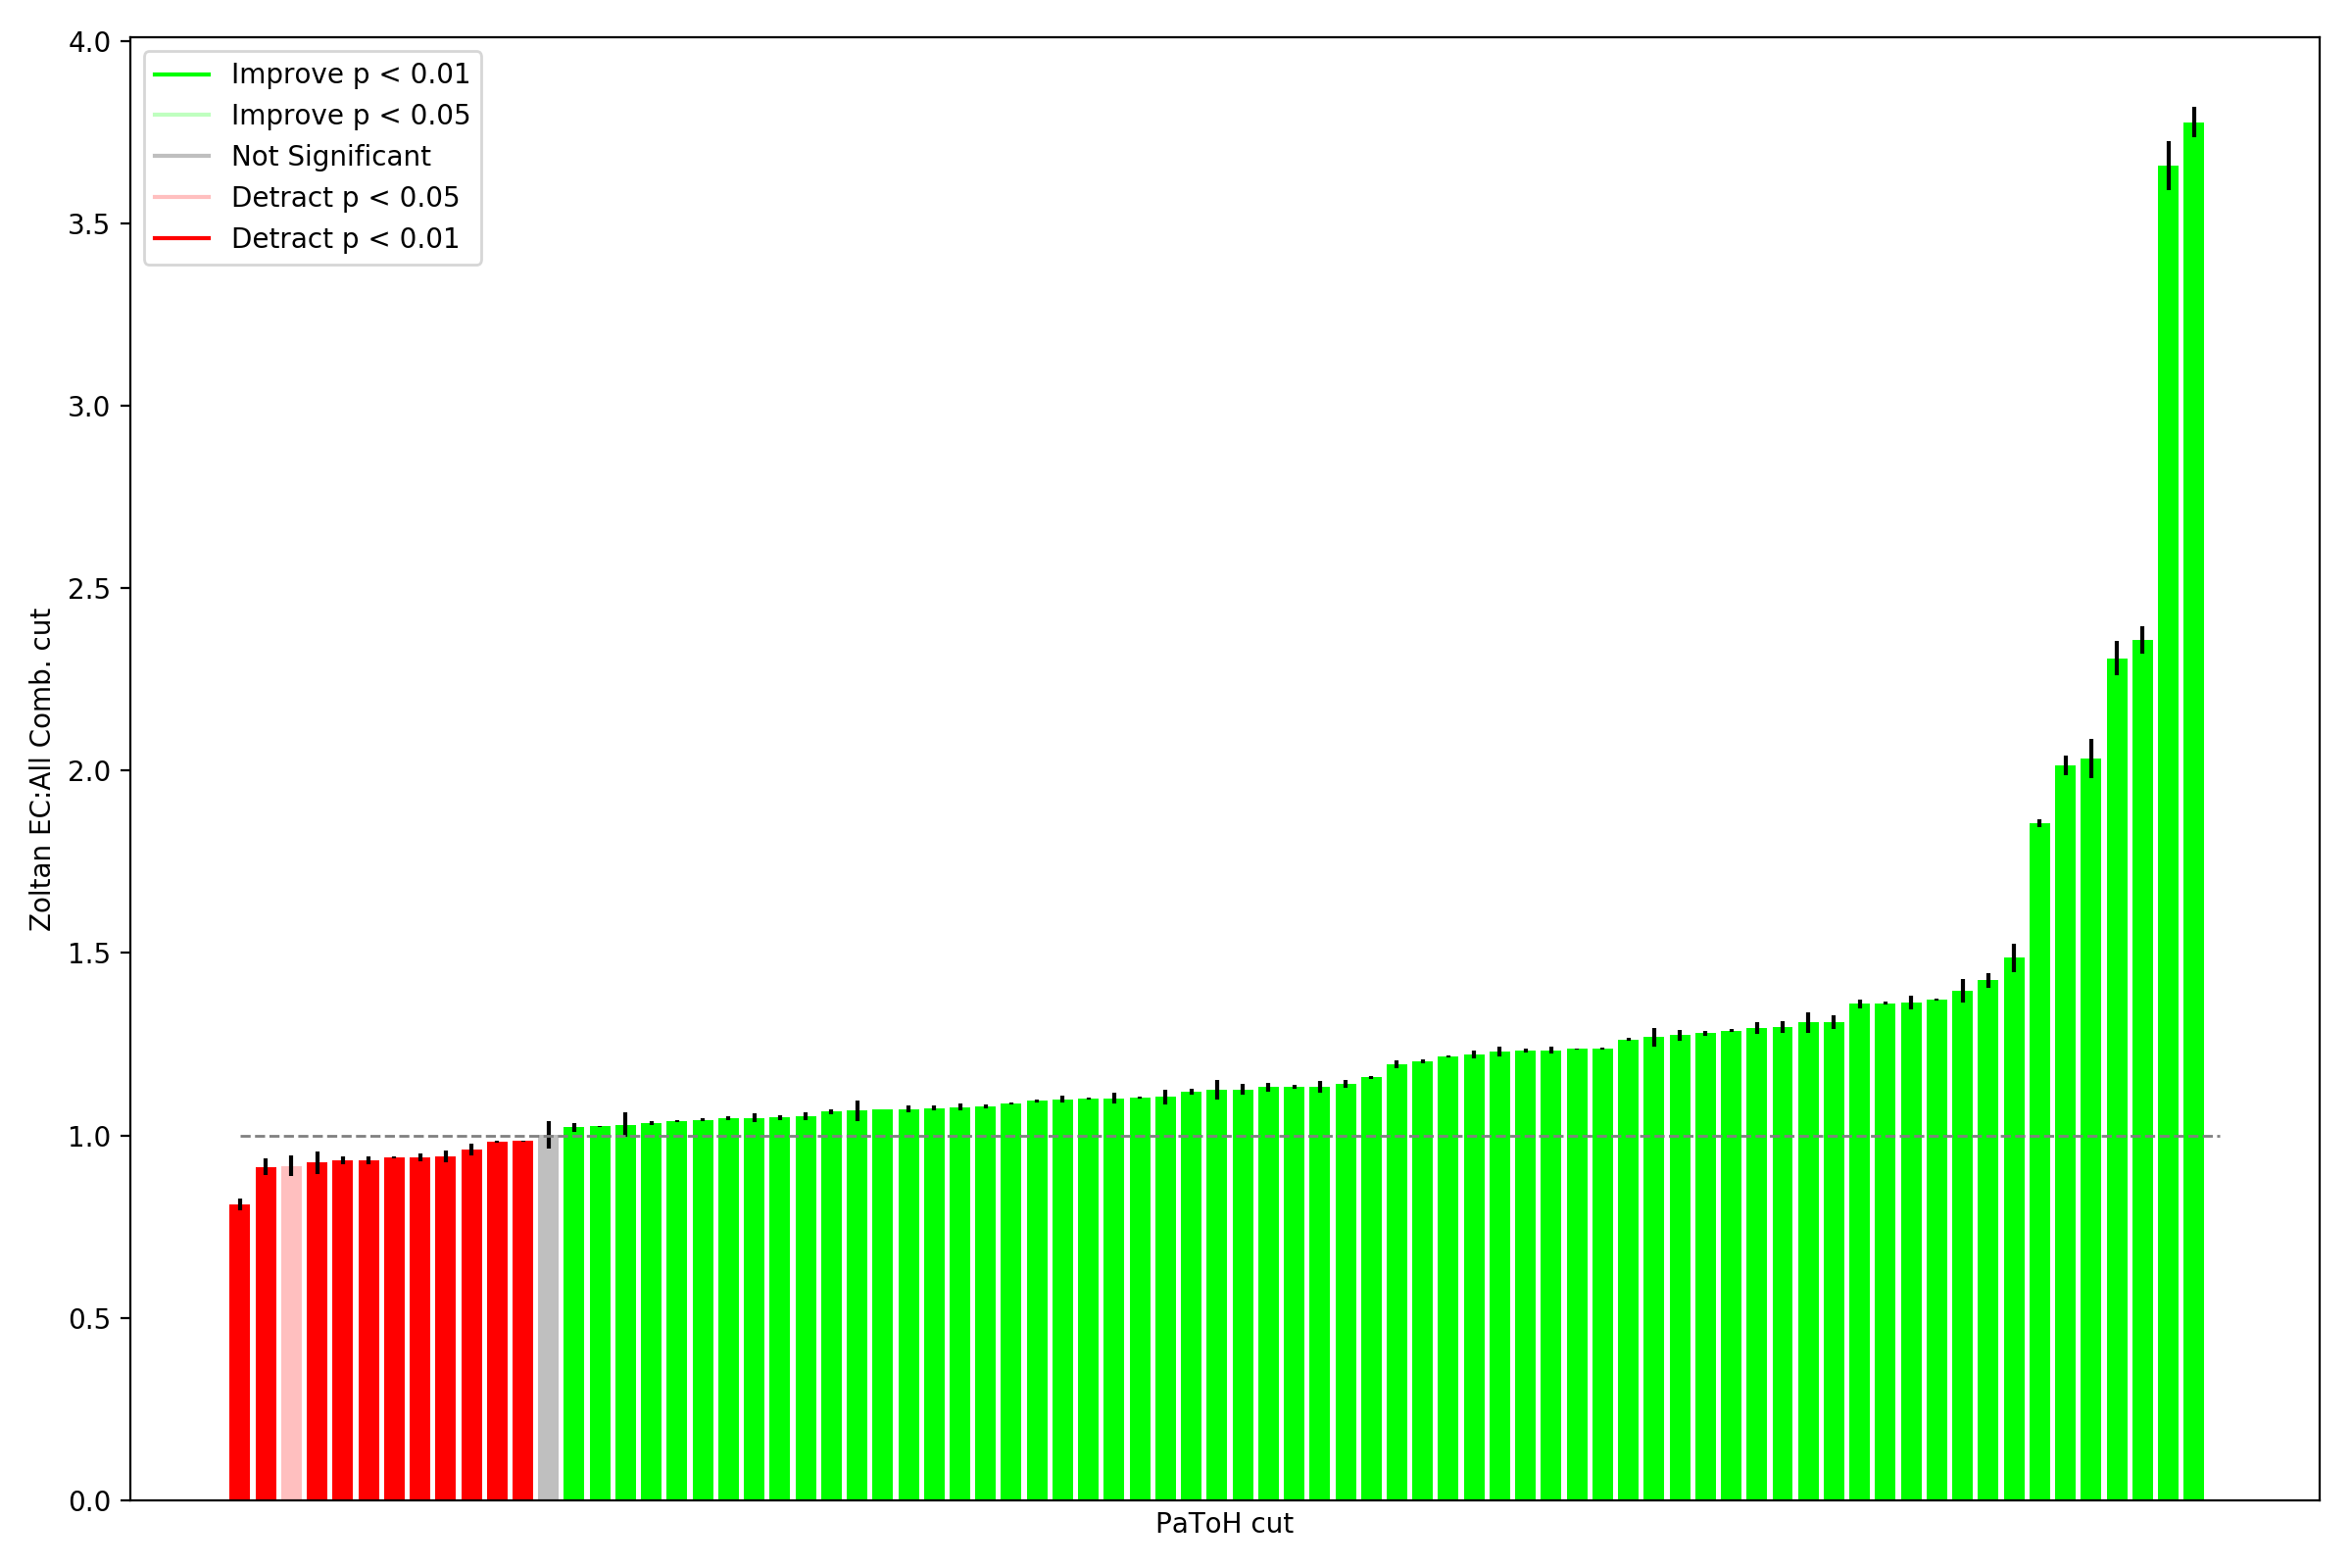 Improve p < 0.01
Improve p < 0.05
Not Significant
Detract p < 0.05
Detract p < 0.01
4.0
3.5
3.0
2.5
2.0
1.5
1.0
0.5
0.0
Zoltan EC:All Comb. cut
PaToH cut